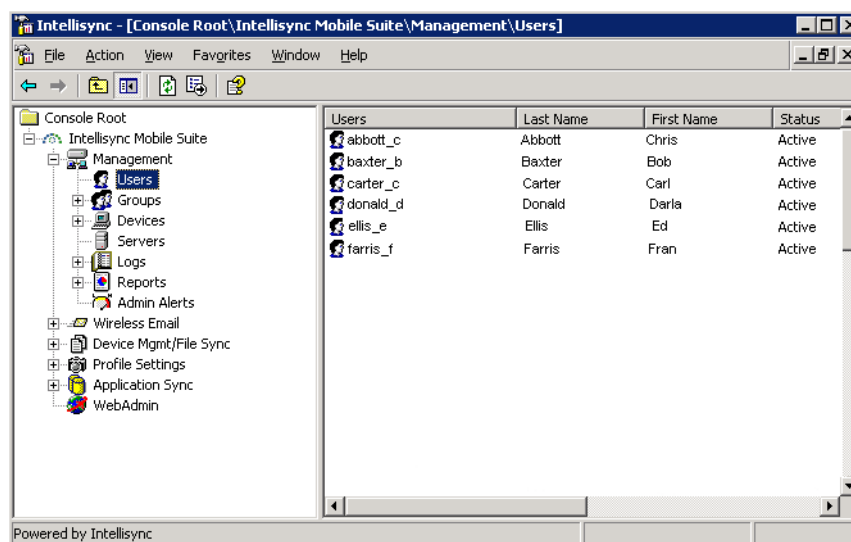 Intellisync - [Console Root\Intellisync Mobile Suite\Management\Users]
File Action View Favorites Window Help
Console Root
Intellisync Mobile Suite
Management
Users
Groups
Devices
Servers
Logs
Reports
Admin Alerts
Wireless Email
Device Mgmt/File Sync
Profile Settings
Application Sync
WebAdmin
Users Last Name First Name Status
abbott_c Abbott Chris Active
baxter_b Baxter Bob Active
carter_c Carter Carl Active
donald_d Donald Darla Active
ellis_e Ellis Ed Active
farris_f Farris Fran Active
Powered by Intellisync